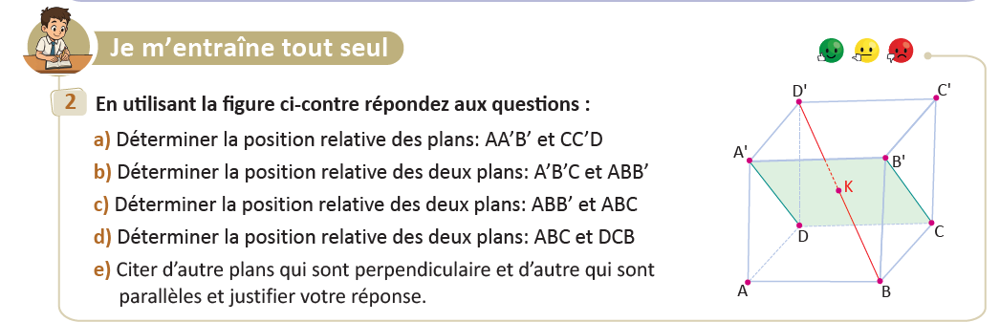 Je m’entraîne tout seul
2 En utilisant la figure ci-contre répondez aux questions :
a) Déterminer la position relative des plans: AA’B’ et CC’D
b) Déterminer la position relative des deux plans: A’B’C et ABB’
c) Déterminer la position relative des deux plans: ABB’ et ABC
d) Déterminer la position relative des deux plans: ABC et DCB
e) Citer d’autre plans qui sont perpendiculaire et d’autre qui sont
parallèles et justifier votre réponse.
D'
C'
A'
B'
K
D
C
A
B